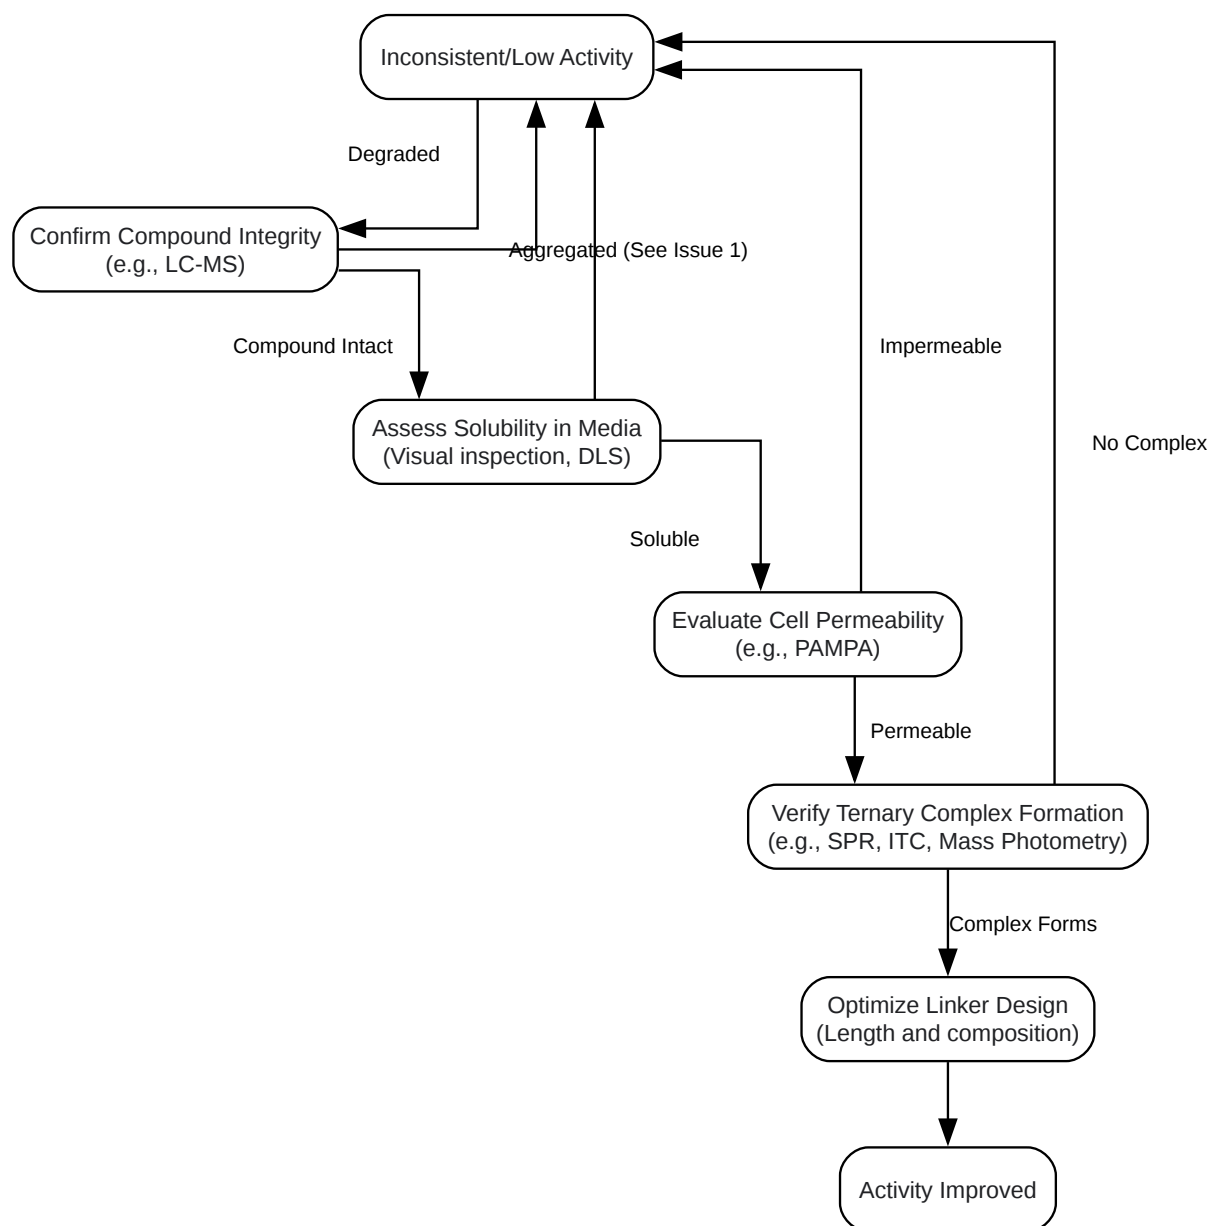 Inconsistent/Low Activity
Degraded
Confirm Compound Integrity
(e.g., LC-MS)
Aggregated (See Issue 1)
Compound Intact
Impermeable
Assess Solubility in Media
(Visual inspection, DLS)
No Complex
Soluble
Evaluate Cell Permeability
(e.g., PAMPA)
Permeable
Verify Ternary Complex Formation
(e.g., SPR, ITC, Mass Photometry)
Complex Forms
Optimize Linker Design
(Length and composition)
Activity Improved